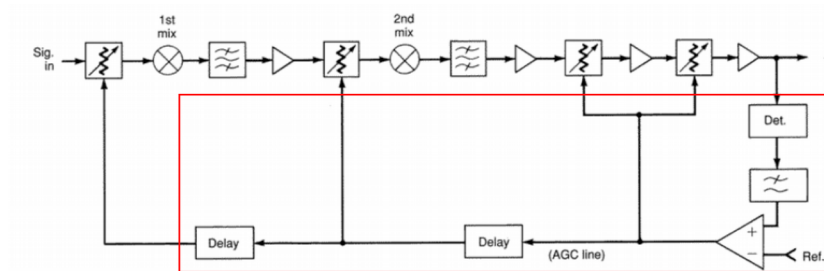 1st
mix
2nd
mix
Sig.
in
Det.
+
−
Ref.
Delay
Delay
(AGC line)